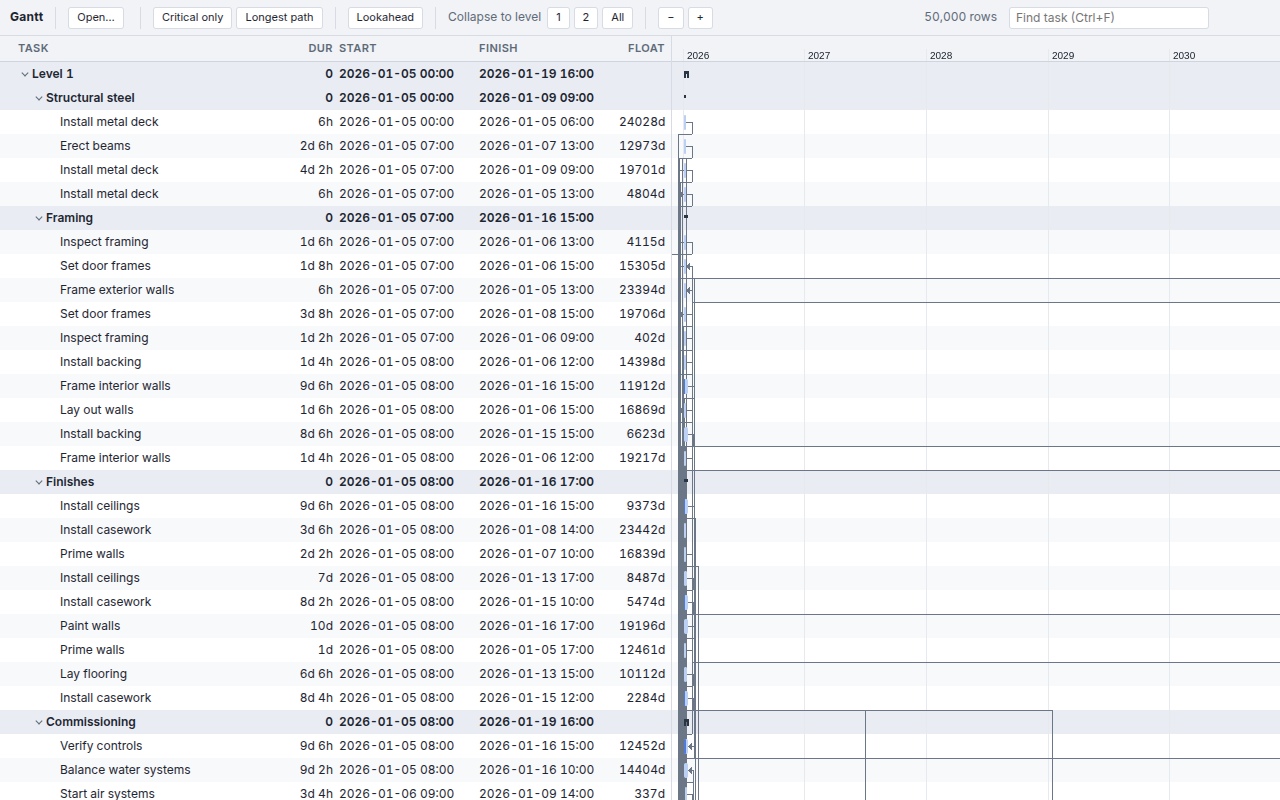 Gantt Open... Critical only Longest path Lookahead Collapse to level 1 2 All − + 50,000 rows Find task (Ctrl+F)
TASK DUR START FINISH FLOAT 2026 2027 2028 2029 2030
Level 1 0 2026-01-05 00:00 2026-01-19 16:00
Structural steel 0 2026-01-05 00:00 2026-01-09 09:00
Install metal deck 6h 2026-01-05 00:00 2026-01-05 06:00 24028d
Erect beams 2d 6h 2026-01-05 07:00 2026-01-07 13:00 12973d
Install metal deck 4d 2h 2026-01-05 07:00 2026-01-09 09:00 19701d
Install metal deck 6h 2026-01-05 07:00 2026-01-05 13:00 4804d
Framing 0 2026-01-05 07:00 2026-01-16 15:00
Inspect framing 1d 6h 2026-01-05 07:00 2026-01-06 13:00 4115d
Set door frames 1d 8h 2026-01-05 07:00 2026-01-06 15:00 15305d
Frame exterior walls 6h 2026-01-05 07:00 2026-01-05 13:00 23394d
Set door frames 3d 8h 2026-01-05 07:00 2026-01-08 15:00 19706d
Inspect framing 1d 2h 2026-01-05 07:00 2026-01-06 09:00 402d
Install backing 1d 4h 2026-01-05 08:00 2026-01-06 12:00 14398d
Frame interior walls 9d 6h 2026-01-05 08:00 2026-01-16 15:00 11912d
Lay out walls 1d 6h 2026-01-05 08:00 2026-01-06 15:00 16869d
Install backing 8d 6h 2026-01-05 08:00 2026-01-15 15:00 6623d
Frame interior walls 1d 4h 2026-01-05 08:00 2026-01-06 12:00 19217d
Finishes 0 2026-01-05 08:00 2026-01-16 17:00
Install ceilings 9d 6h 2026-01-05 08:00 2026-01-16 15:00 9373d
Install casework 3d 6h 2026-01-05 08:00 2026-01-08 14:00 23442d
Prime walls 2d 2h 2026-01-05 08:00 2026-01-07 10:00 16839d
Install ceilings 7d 2026-01-05 08:00 2026-01-13 17:00 8487d
Install casework 8d 2h 2026-01-05 08:00 2026-01-15 10:00 5474d
Paint walls 10d 2026-01-05 08:00 2026-01-16 17:00 19196d
Prime walls 1d 2026-01-05 08:00 2026-01-05 17:00 12461d
Lay flooring 6d 6h 2026-01-05 08:00 2026-01-13 15:00 10112d
Install casework 8d 4h 2026-01-05 08:00 2026-01-15 12:00 2284d
Commissioning 0 2026-01-05 08:00 2026-01-19 16:00
Verify controls 9d 6h 2026-01-05 08:00 2026-01-16 15:00 12452d
Balance water systems 9d 2h 2026-01-05 08:00 2026-01-16 10:00 14404d
Start air systems 3d 4h 2026-01-06 09:00 2026-01-09 14:00 337d